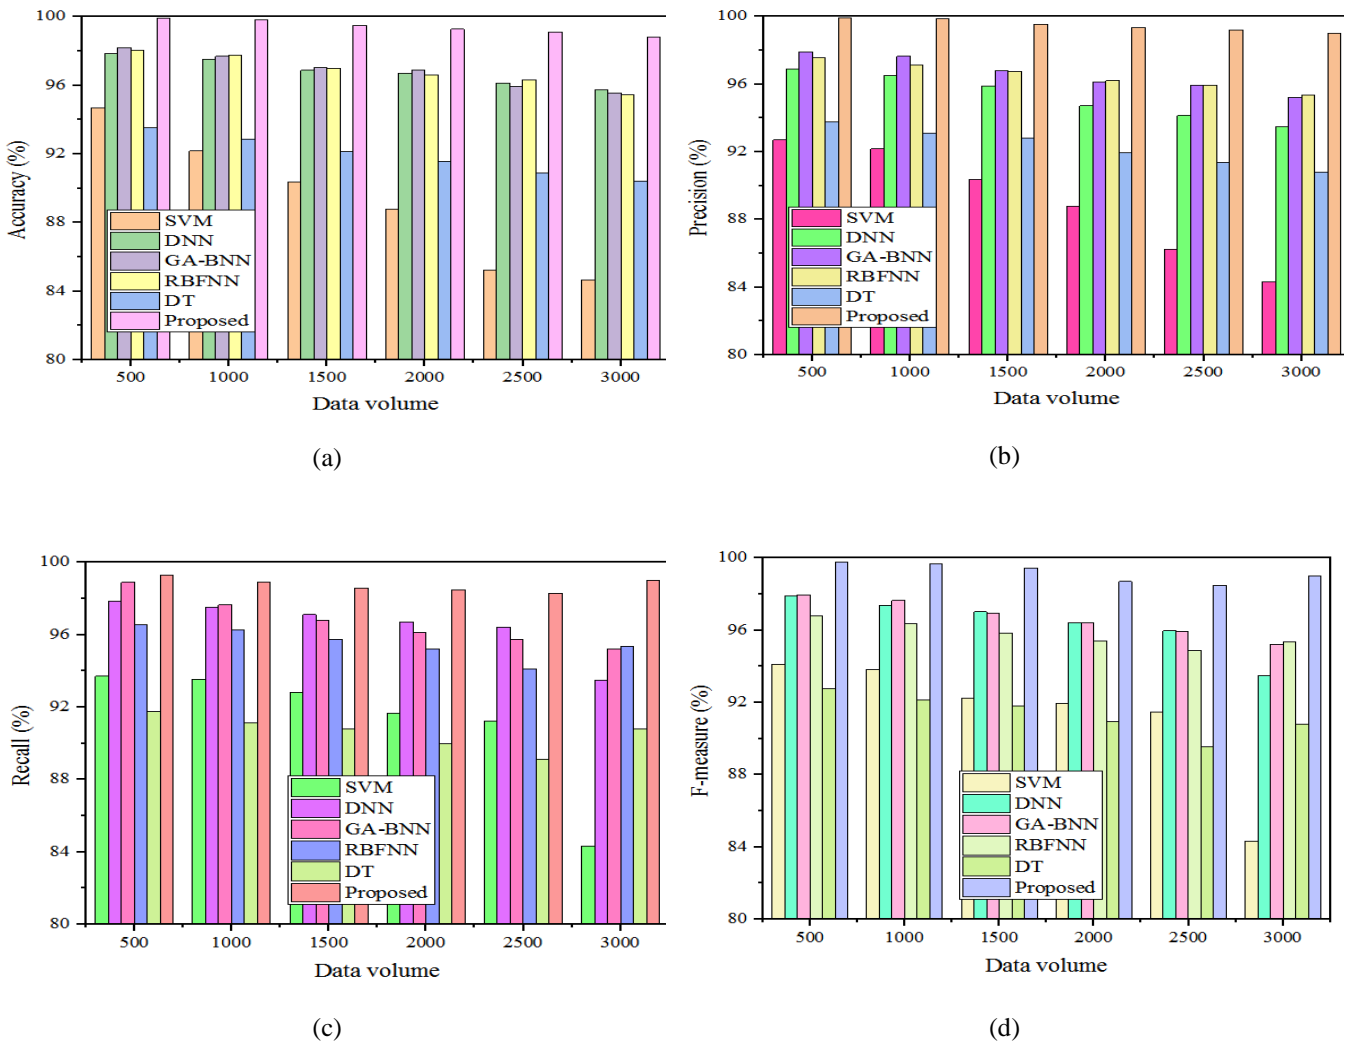 100
96
92
88
84
80
Accuracy (%)
SVM
DNN
GA-BNN
RBFNN
DT
Proposed
500 1000 1500 2000 2500 3000
Data volume
(a)
100
96
92
88
84
80
Precision (%)
SVM
DNN
GA-BNN
RBFNN
DT
Proposed
500 1000 1500 2000 2500 3000
Data volume
(b)
100
96
92
88
84
80
Recall (%)
SVM
DNN
GA-BNN
RBFNN
DT
Proposed
500 1000 1500 2000 2500 3000
Data volume
(c)
100
96
92
88
84
80
F-measure (%)
SVM
DNN
GA-BNN
RBFNN
DT
Proposed
500 1000 1500 2000 2500 3000
Data volume
(d)